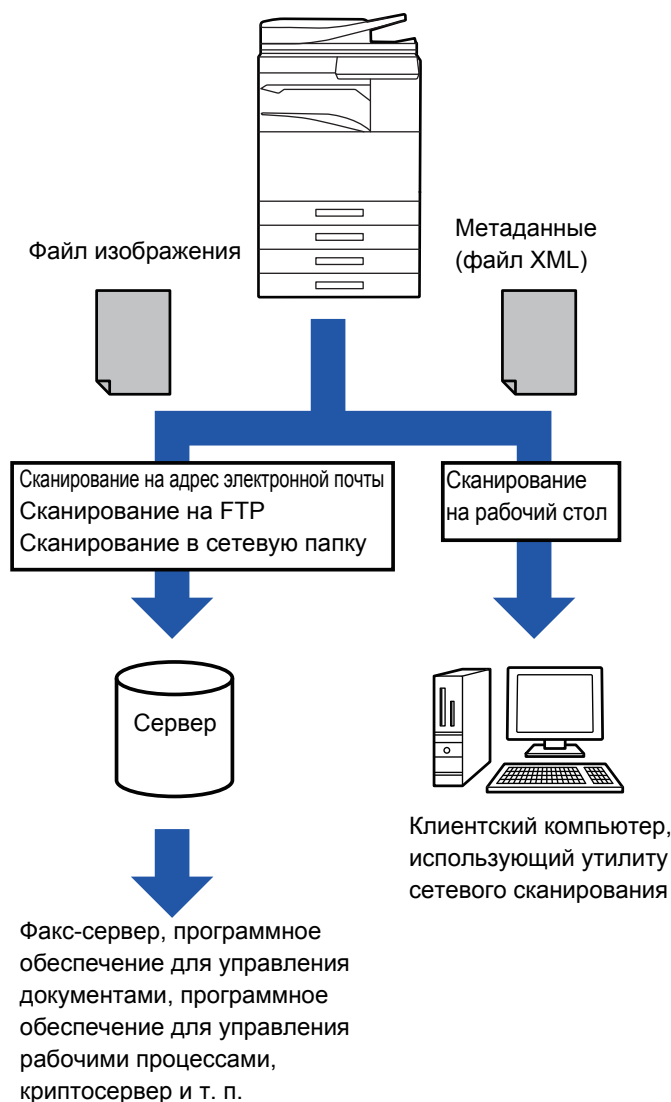 Файл изображения
Метаданные
(файл XML)
Сканирование на адрес электронной почты
Сканирование на FTP
Сканирование в сетевую папку
Сканирование
на рабочий стол
Сервер
Клиентский компьютер,
использующий утилиту
сетевого сканирования
Факс-сервер, программное
обеспечение для управления
документами, программное
обеспечение для управления
рабочими процессами,
криптосервер и т. п.